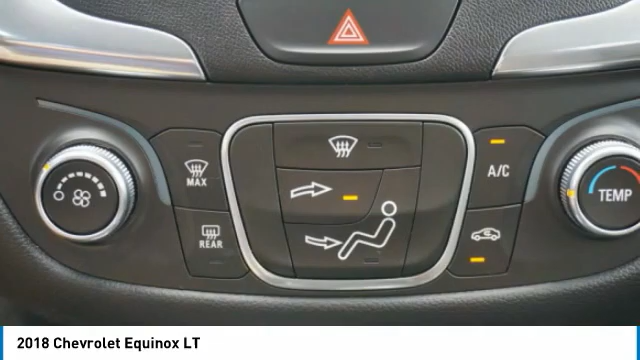 MAX
A/C
TEMP
REAR
2018 Chevrolet Equinox LT